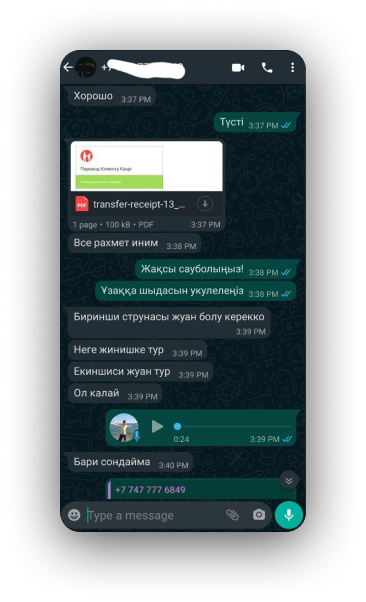 Хорошо 3:37 PM
Түсті 3:37 PM
Перевод Клиенту Kaspi
PDF transfer-receipt-13_...
1 page • 100 kB • PDF 3:37 PM
Все рахмет иним 3:38 PM
Жақсы сауболыңыз! 3:38 PM
Ұзаққа шыдасын укулелеңіз 3:38 PM
Биринши струнасы жуан болу керекко
3:39 PM
Неге жинишке тур 3:39 PM
Екиншиси жуан тур 3:39 PM
Ол калай 3:39 PM
0:24 3:39 PM
Бари сондайма 3:40 PM
+7 747 777 6849
Type a message